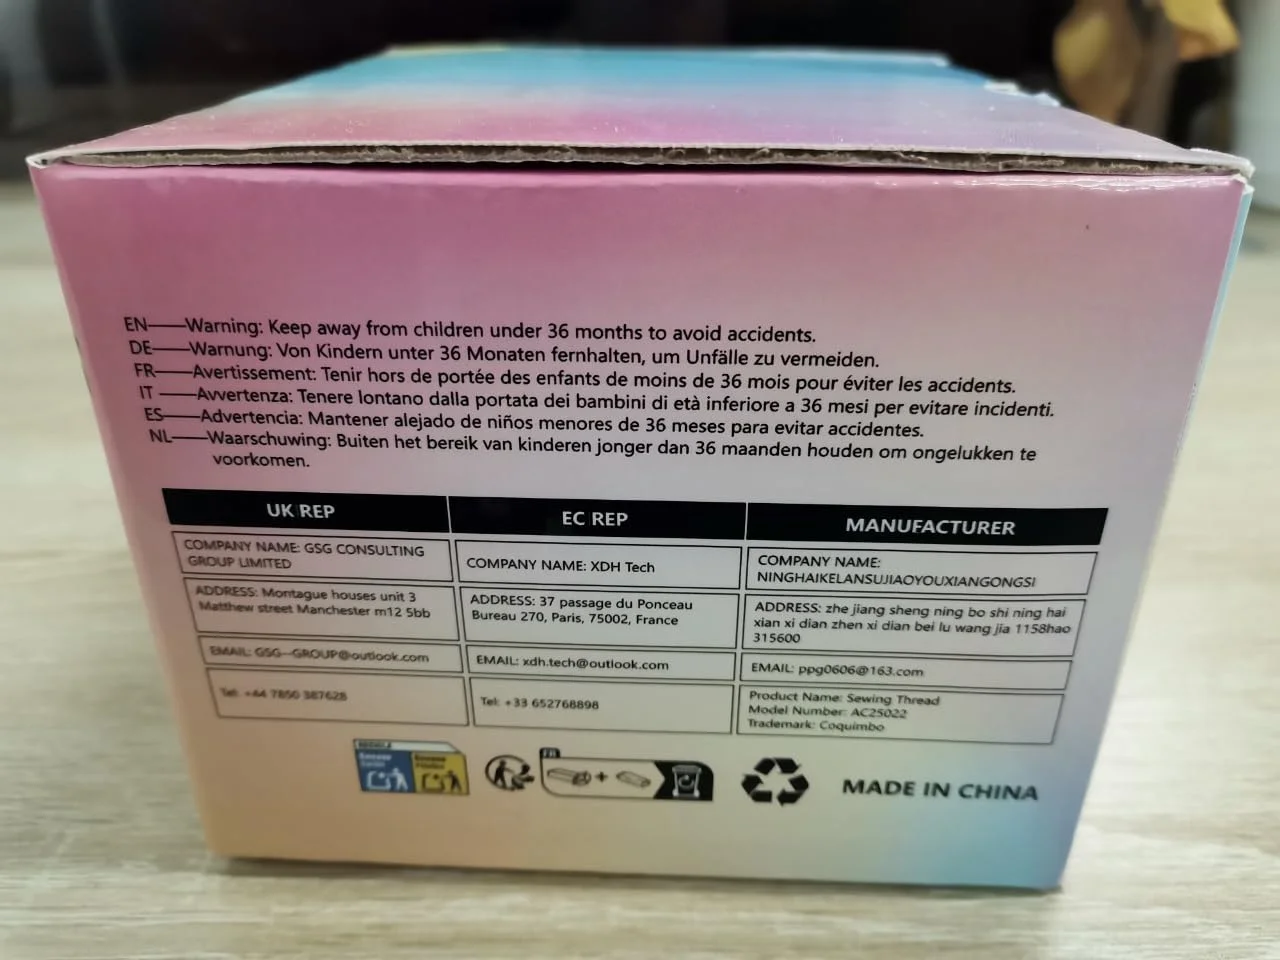 EN——Warning: Keep away from children under 36 months to avoid accidents.
DE——Warnung: Von Kindern unter 36 Monaten fernhalten, um Unfälle zu vermeiden.
FR——Avertissement: Tenir hors de portée des enfants de moins de 36 mois pour éviter les accidents.
IT——Avvertenza: Tenere lontano dalla portata dei bambini di età inferiore a 36 mesi per evitare incidenti.
ES——Advertencia: Mantener alejado de niños menores de 36 meses para evitar accidentes.
NL——Waarschuwing: Buiten het bereik van kinderen jonger dan 36 maanden houden om ongelukken te
voorkomen.
UK REP
COMPANY NAME: GSG CONSULTING
GROUP LIMITED
ADDRESS: Montague houses unit 3
Matthew street Manchester m12 5bb
EMAIL: GSG--GROUP@outlook.com
Tel: +44 7850 387628
EC REP
COMPANY NAME: XDH Tech
ADDRESS: 37 passage du Ponceau
Bureau 270, Paris, 75002, France
EMAIL: xdh.tech@outlook.com
Tel: +33 652768898
MANUFACTURER
COMPANY NAME:
NINGHAIKELANSUJIAOYOUXIANGONGSI
ADDRESS: zhe jiang sheng ning bo shi ning hai
xian xi dian zhen xi dian bei lu wang jia 1158hao
315600
EMAIL: ppg0606@163.com
Product Name: Sewing Thread
Model Number: AC25022
Trademark: Coquimbo
FR
MADE IN CHINA